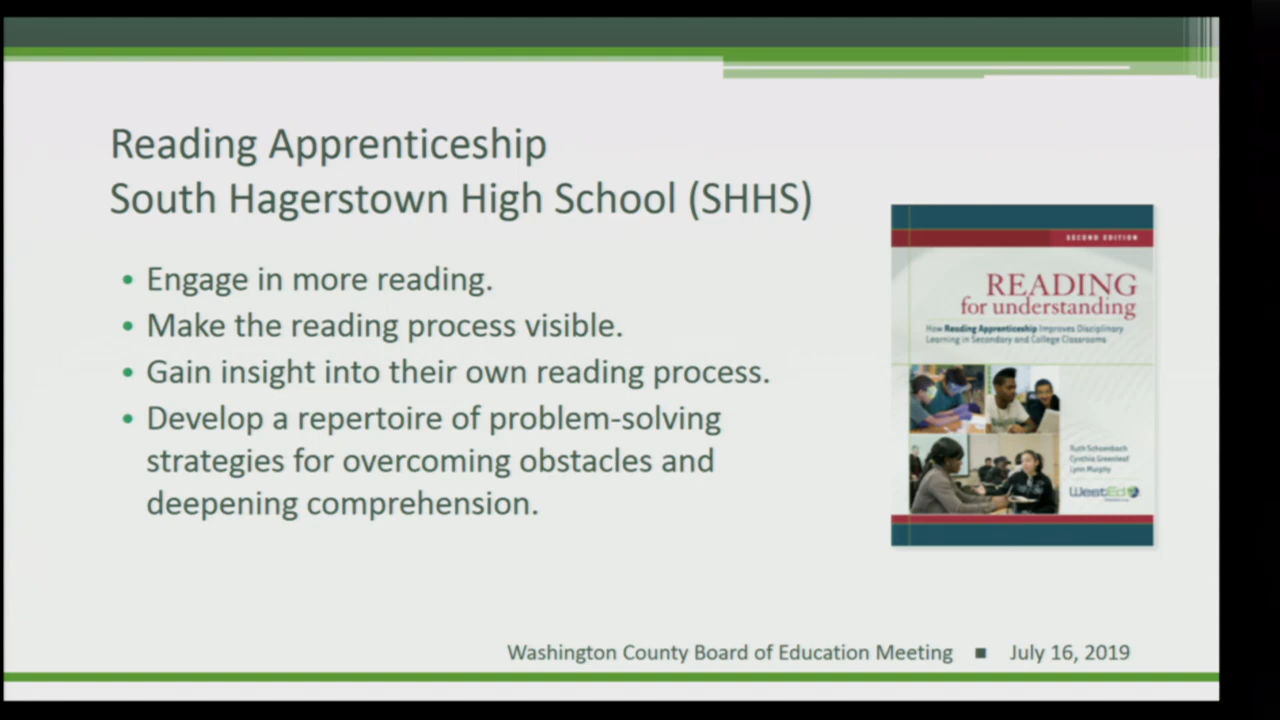 Reading Apprenticeship
South Hagerstown High School (SHHS)
• Engage in more reading.
• Make the reading process visible.
• Gain insight into their own reading process.
• Develop a repertoire of problem-solving
strategies for overcoming obstacles and
deepening comprehension.
SECOND EDITION
READING
for understanding
How Reading Apprenticeship Improves Disciplinary
Learning in Secondary and College Classrooms
Ruth Schoenbach
Cynthia Greenleaf
Lynn Murphy
WestEd
Washington County Board of Education Meeting ■ July 16, 2019